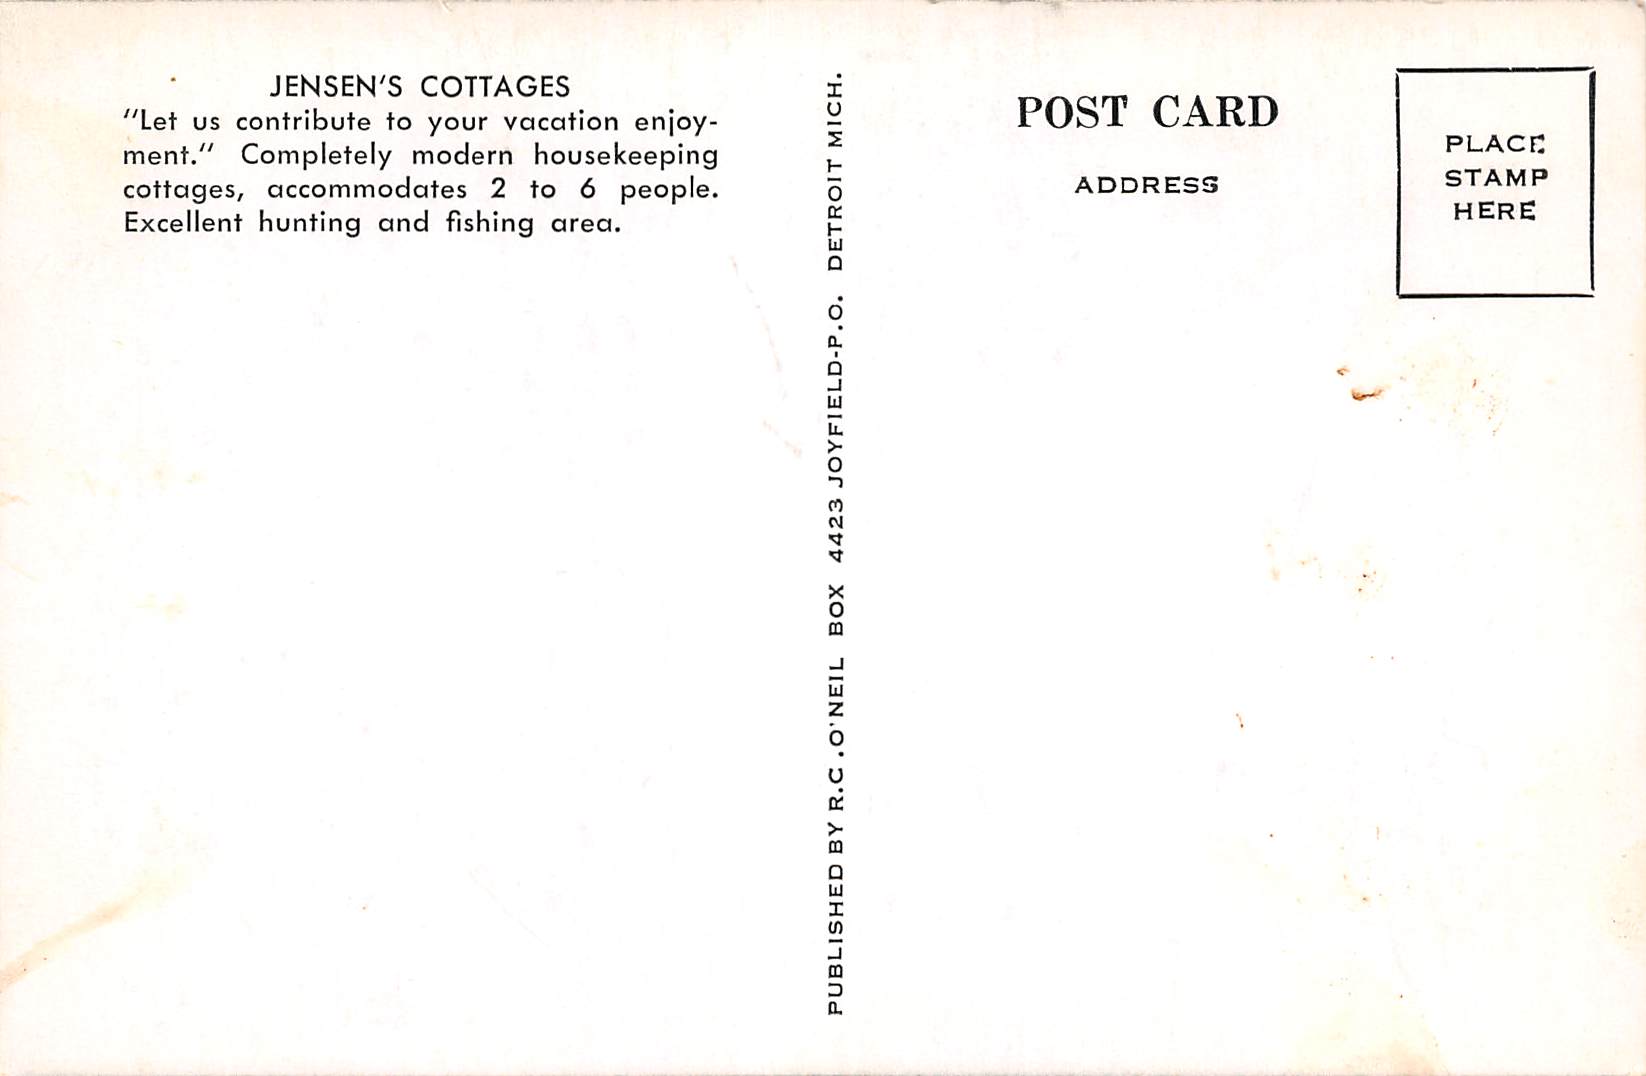 JENSEN'S COTTAGES
"Let us contribute to your vacation enjoy-
ment." Completely modern housekeeping
cottages, accommodates 2 to 6 people.
Excellent hunting and fishing area.
PUBLISHED BY R.C .O'NEIL BOX 4423 JOYFIELD-P.O. DETROIT MICH.
POST CARD
ADDRESS
PLACE
STAMP
HERE